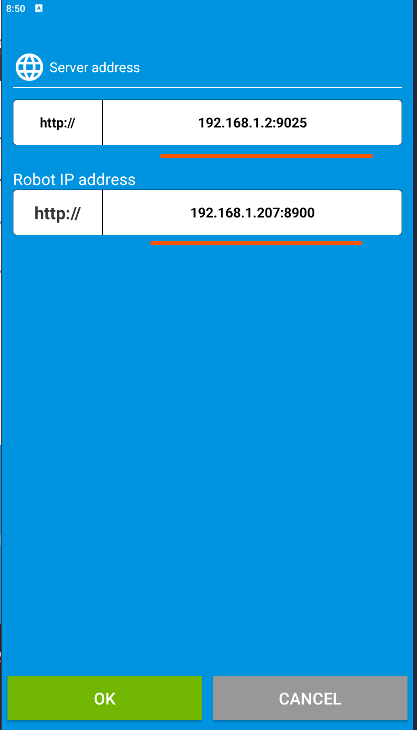 8:50
Server address
http:// 192.168.1.2:9025
Robot IP address
http:// 192.168.1.207:8900
OK CANCEL